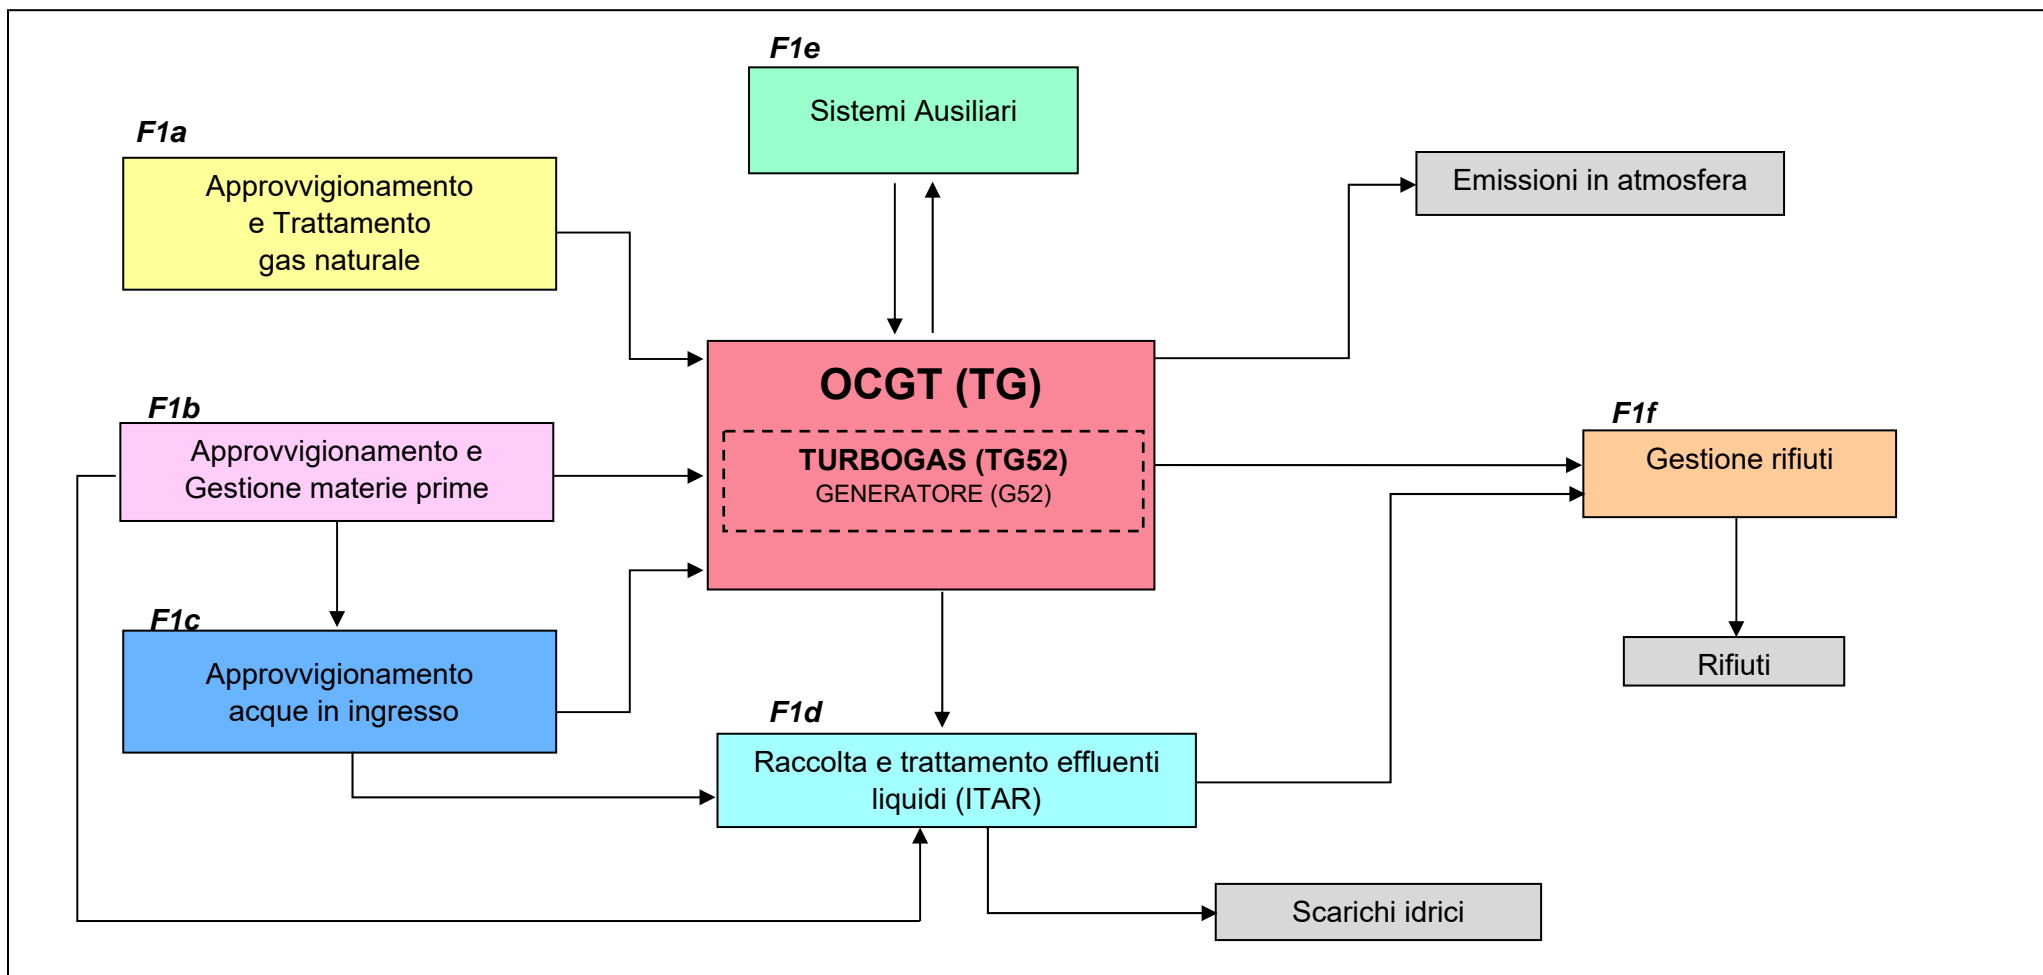 F1e
Sistemi Ausiliari
F1a
Approvvigionamento
e Trattamento
gas naturale
Emissioni in atmosfera
OCGT (TG)
TURBOGAS (TG52)
GENERATORE (G52)
F1b
Approvvigionamento e
Gestione materie prime
F1f
Gestione rifiuti
F1c
Approvvigionamento
acque in ingresso
Rifiuti
F1d
Raccolta e trattamento effluenti
liquidi (ITAR)
Scarichi idrici